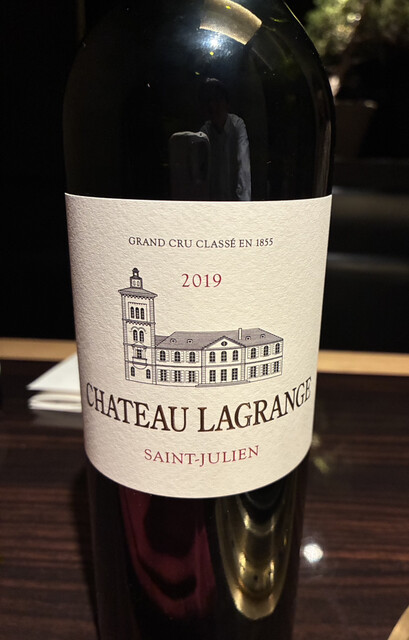 GRAND CRU CLASSÉ EN 1855
2019
CHATEAU LAGRANGE
SAINT-JULIEN